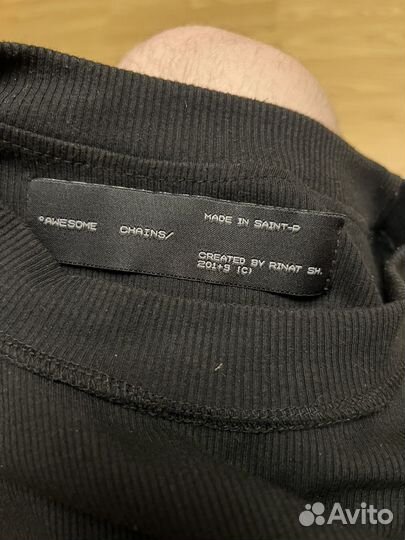 °AWESOME CHAINS/
MADE IN SAINT-P
CREATED BY RINAT SH.
201+9 (C)
Avito